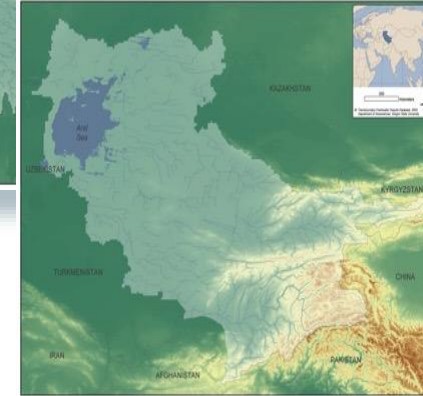 KAZAKHSTAN
Aral
Sea
UZBEKISTAN
KYRGYZSTAN
TURKMENISTAN
CHINA
IRAN
PAKISTAN
AFGHANISTAN